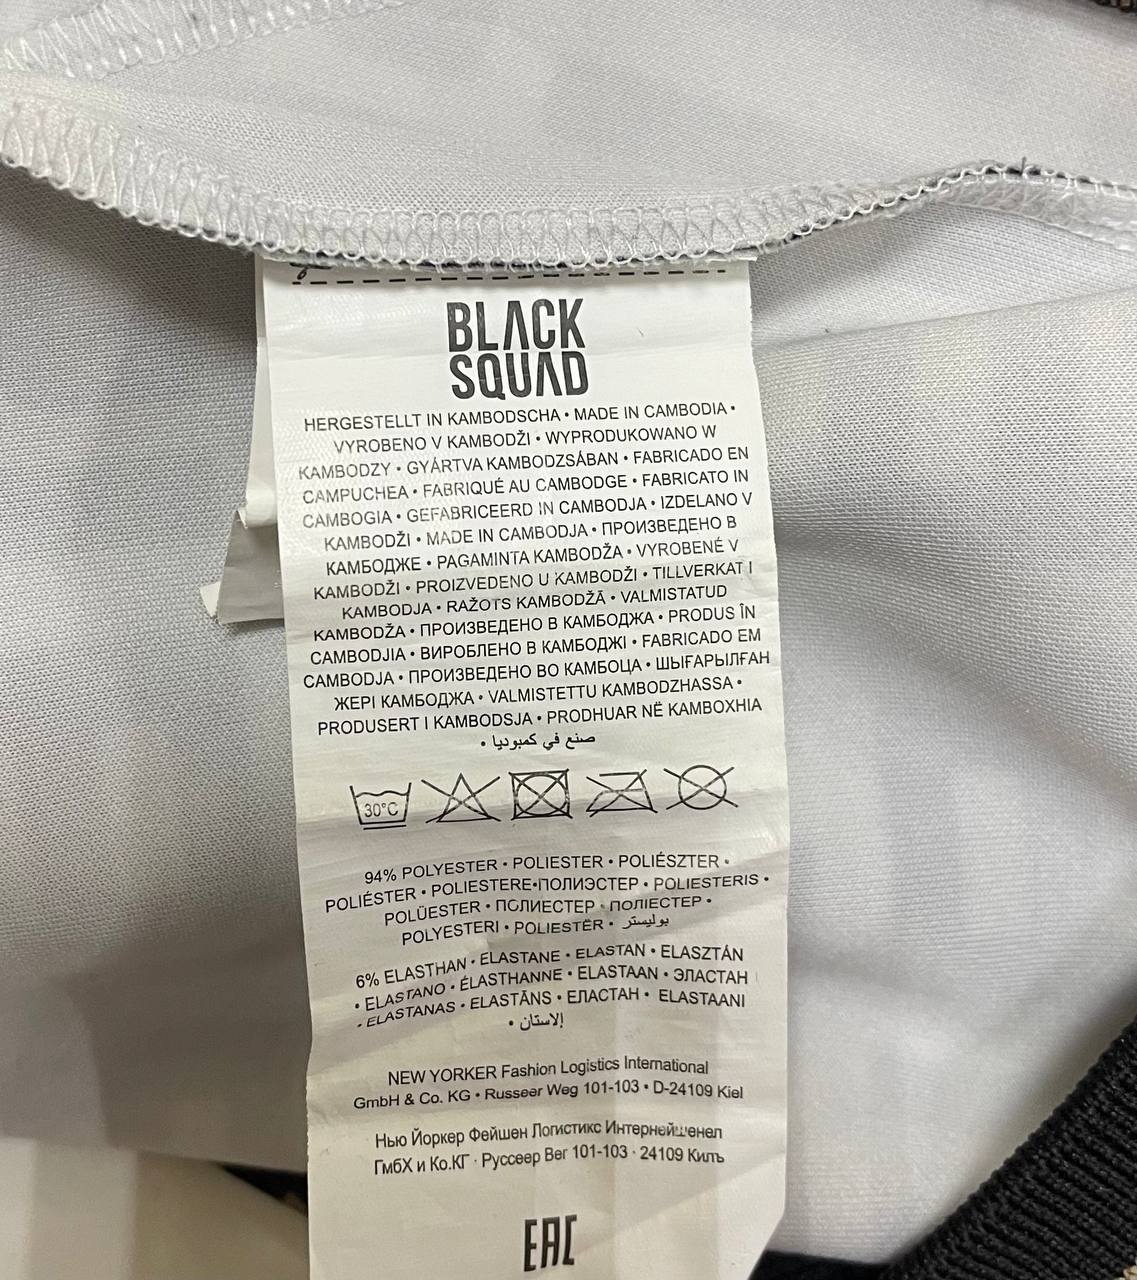 BLACK
SQUAD
HERGESTELLT IN KAMBODSCHA • MADE IN CAMBODIA •
VYROBENO V KAMBODŽI • WYPRODUKOWANO W
KAMBODZY • GYÁRTVA KAMBODZSÁBAN • FABRICADO EN
CAMPUCHEA • FABRIQUÉ AU CAMBODGE • FABRICATO IN
CAMBOGIA • GEFABRICEERD IN CAMBODJA • IZDELANO V
KAMBODŽI • MADE IN CAMBODJA • ПРОИЗВЕДЕНО В
КАМБОДЖЕ • PAGAMINTA KAMBODŽA • VYROBENÉ V
KAMBODŽI • PROIZVEDENO U KAMBODŽI • TILLVERKAT I
KAMBODJA • RAŽOTS KAMBODŽĀ • VALMISTATUD
KAMBODŽA • ПРОИЗВЕДЕНО В КАМБОДЖА • PRODUS ÎN
CAMBODJIA • ВИРОБЛЕНО В КАМБОДЖІ • FABRICADO EM
CAMBODJA • ПРОИЗВЕДЕНО ВО КАМБОЦА • ШЫҒАРЫЛҒАН
ЖЕРІ КАМБОДЖА • VALMISTETTU KAMBODZHASSA •
PRODUSERT I KAMBODSJA • PRODHUAR NË KAMBOXHIA
صنع في كمبوديا •
30°C
94% POLYESTER • POLIESTER • POLIÉSZTER •
POLIÉSTER • POLIESTERE•ПОЛИЭСТЕР • POLIESTERIS •
POLÜESTER • ПОЛИЕСТЕР • ПОЛІЕСТЕР •
POLYESTERI • POLIESTËR • بوليستر
6% ELASTHAN • ELASTANE • ELASTAN • ELASZTÁN
• ELASTANO • ÉLASTHANNE • ELASTAAN • ЭЛАСТАН
• ELASTANAS • ELASTĀNS • ЕЛАСТАН • ELASTAANI
إلاستان •
NEW YORKER Fashion Logistics International
GmbH & Co. KG • Russeer Weg 101-103 • D-24109 Kiel
Нью Йоркер Фейшен Логистикс Интернейшенел
ГмбХ и Ко.КГ · Руссеер Вег 101-103 · 24109 Киль
EAC